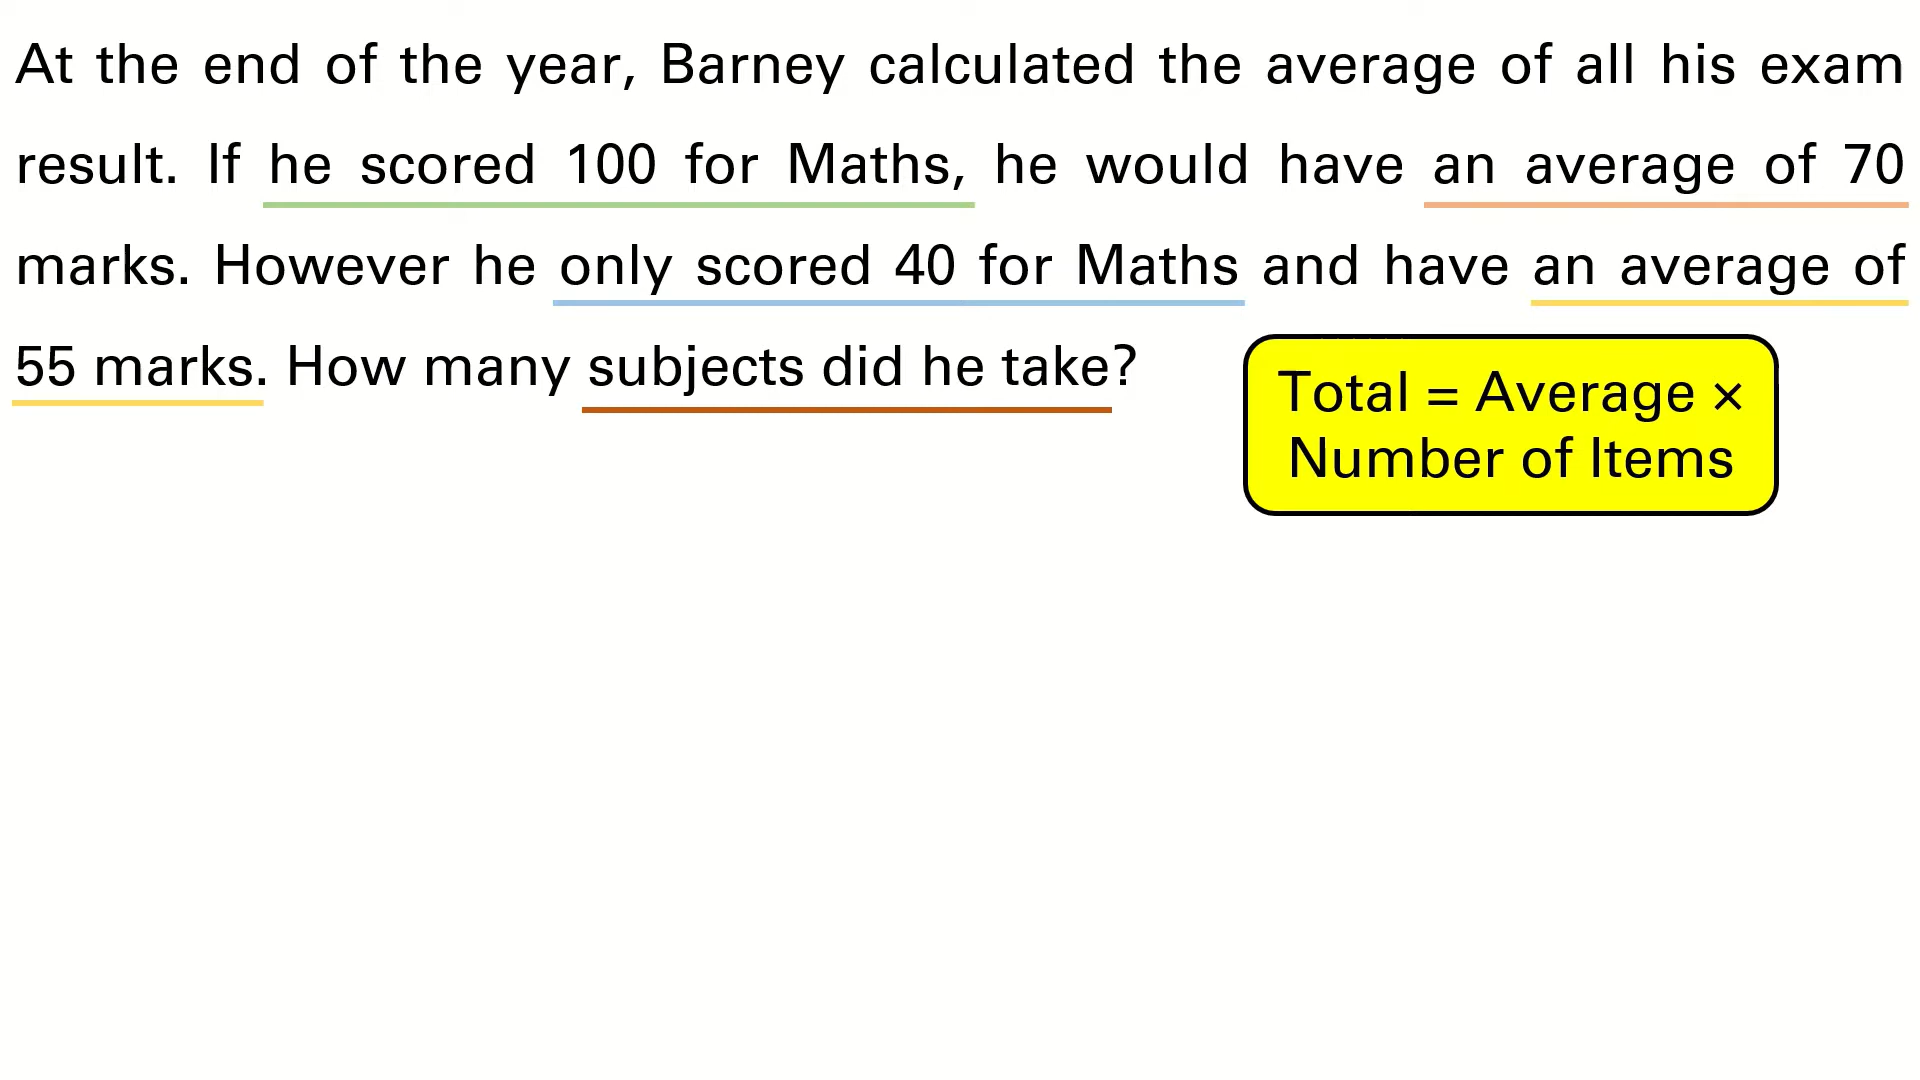 At the end of the year, Barney calculated the average of all his exam
result. If he scored 100 for Maths, he would have an average of 70
marks. However he only scored 40 for Maths and have an average of
55 marks. How many subjects did he take?
Total = Average ×
Number of Items